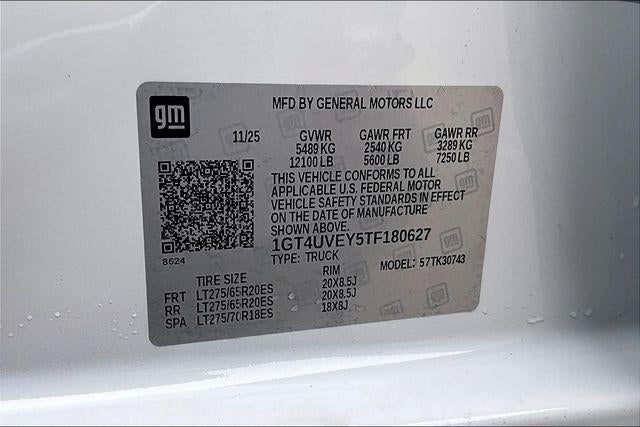 gm
MFD BY GENERAL MOTORS LLC
11/25 GVWR GAWR FRT GAWR RR
5489 KG 2540 KG 3289 KG
12100 LB 5600 LB 7250 LB
THIS VEHICLE CONFORMS TO ALL
APPLICABLE U.S. FEDERAL MOTOR
VEHICLE SAFETY STANDARDS IN EFFECT
ON THE DATE OF MANUFACTURE
SHOWN ABOVE.
1GT4UVEY5TF180627
8624
TYPE: TRUCK MODEL: 57TK30743
TIRE SIZE RIM
FRT LT275/65R20ES 20X8.5J
RR LT275/65R20ES 20X8.5J
SPA LT275/70R18ES 18X8J